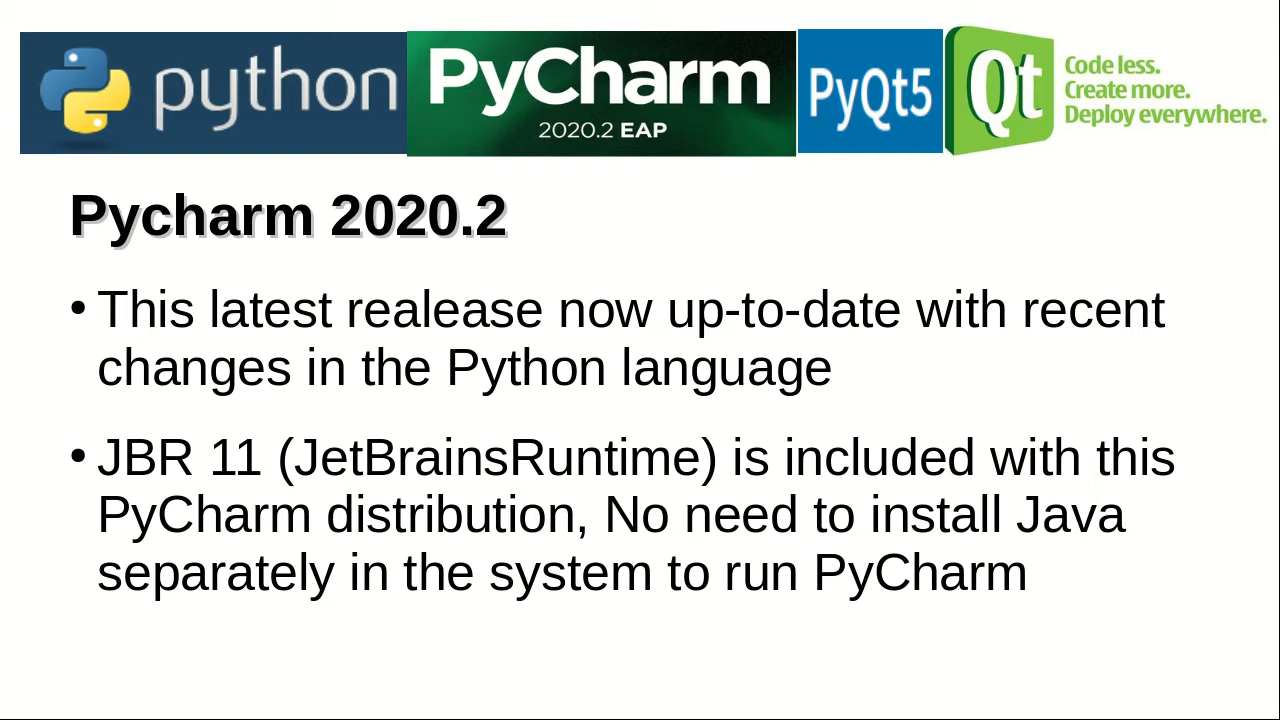 python
PyCharm
2020.2 EAP
PyQt5
Qt
Code less.
Create more.
Deploy everywhere.
Pycharm 2020.2
• This latest realease now up-to-date with recent
changes in the Python language
• JBR 11 (JetBrainsRuntime) is included with this
PyCharm distribution, No need to install Java
separately in the system to run PyCharm